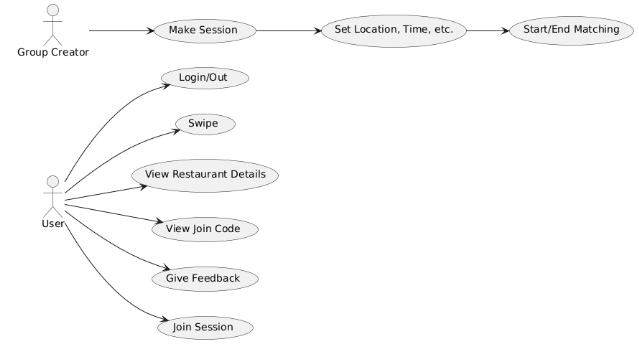 Group Creator
Make Session
Set Location, Time, etc.
Start/End Matching
Login/Out
Swipe
View Restaurant Details
User
View Join Code
Give Feedback
Join Session